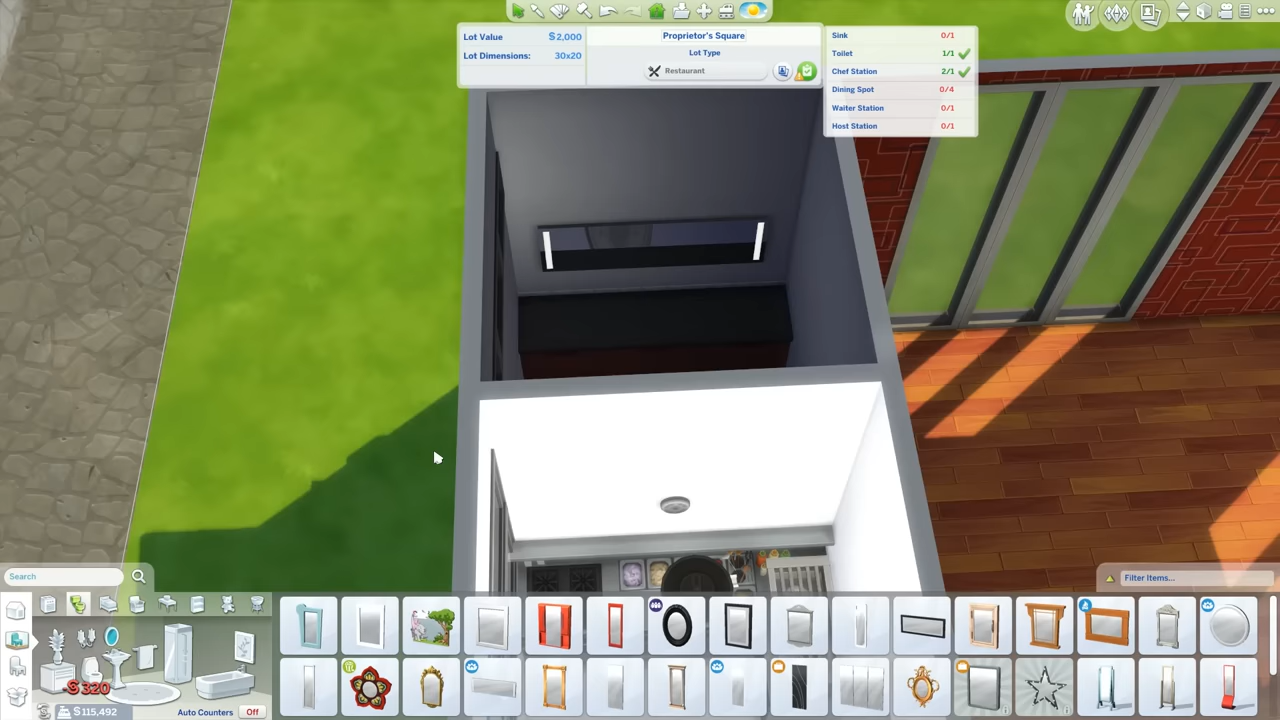 Lot Value §2,000
Lot Dimensions: 30x20
Proprietor's Square
Lot Type
Restaurant
Sink 0/1
Toilet 1/1
Chef Station 2/1
Dining Spot 0/4
Waiter Station 0/1
Host Station 0/1
Search
Filter Items...
-§320
§115,492
Auto Counters Off